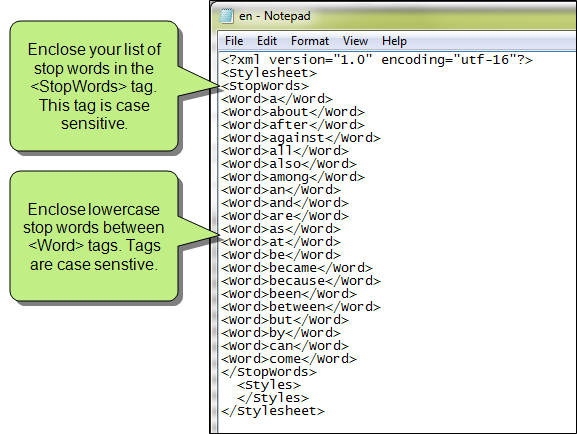 Enclose your list of
stop words in the
<StopWords> tag.
This tag is case
sensitive.
Enclose lowercase
stop words between
<Word> tags. Tags
are case senstive.
en - Notepad
File Edit Format View Help
<?xml version="1.0" encoding="utf-16"?>
<Stylesheet>
<StopWords>
<Word>a</Word>
<Word>about</Word>
<Word>after</Word>
<Word>against</Word>
<Word>all</Word>
<Word>also</Word>
<Word>among</Word>
<Word>an</Word>
<Word>and</Word>
<Word>are</Word>
<Word>as</Word>
<Word>at</Word>
<Word>be</Word>
<Word>became</Word>
<Word>because</Word>
<Word>been</Word>
<Word>between</Word>
<Word>but</Word>
<Word>by</Word>
<Word>can</Word>
<Word>come</Word>
</StopWords>
<Styles>
</Styles>
</Stylesheet>